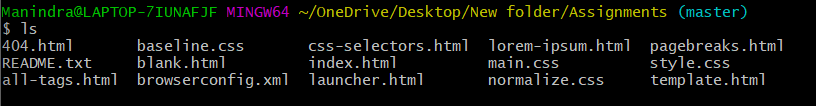 Manindra@LAPTOP-7IUNAFJF MINGW64 ~/OneDrive/Desktop/New folder/Assignments (master)
$ ls
404.html baseline.css css-selectors.html lorem-ipsum.html pagebreaks.html
README.txt blank.html index.html main.css style.css
all-tags.html browserconfig.xml launcher.html normalize.css template.html